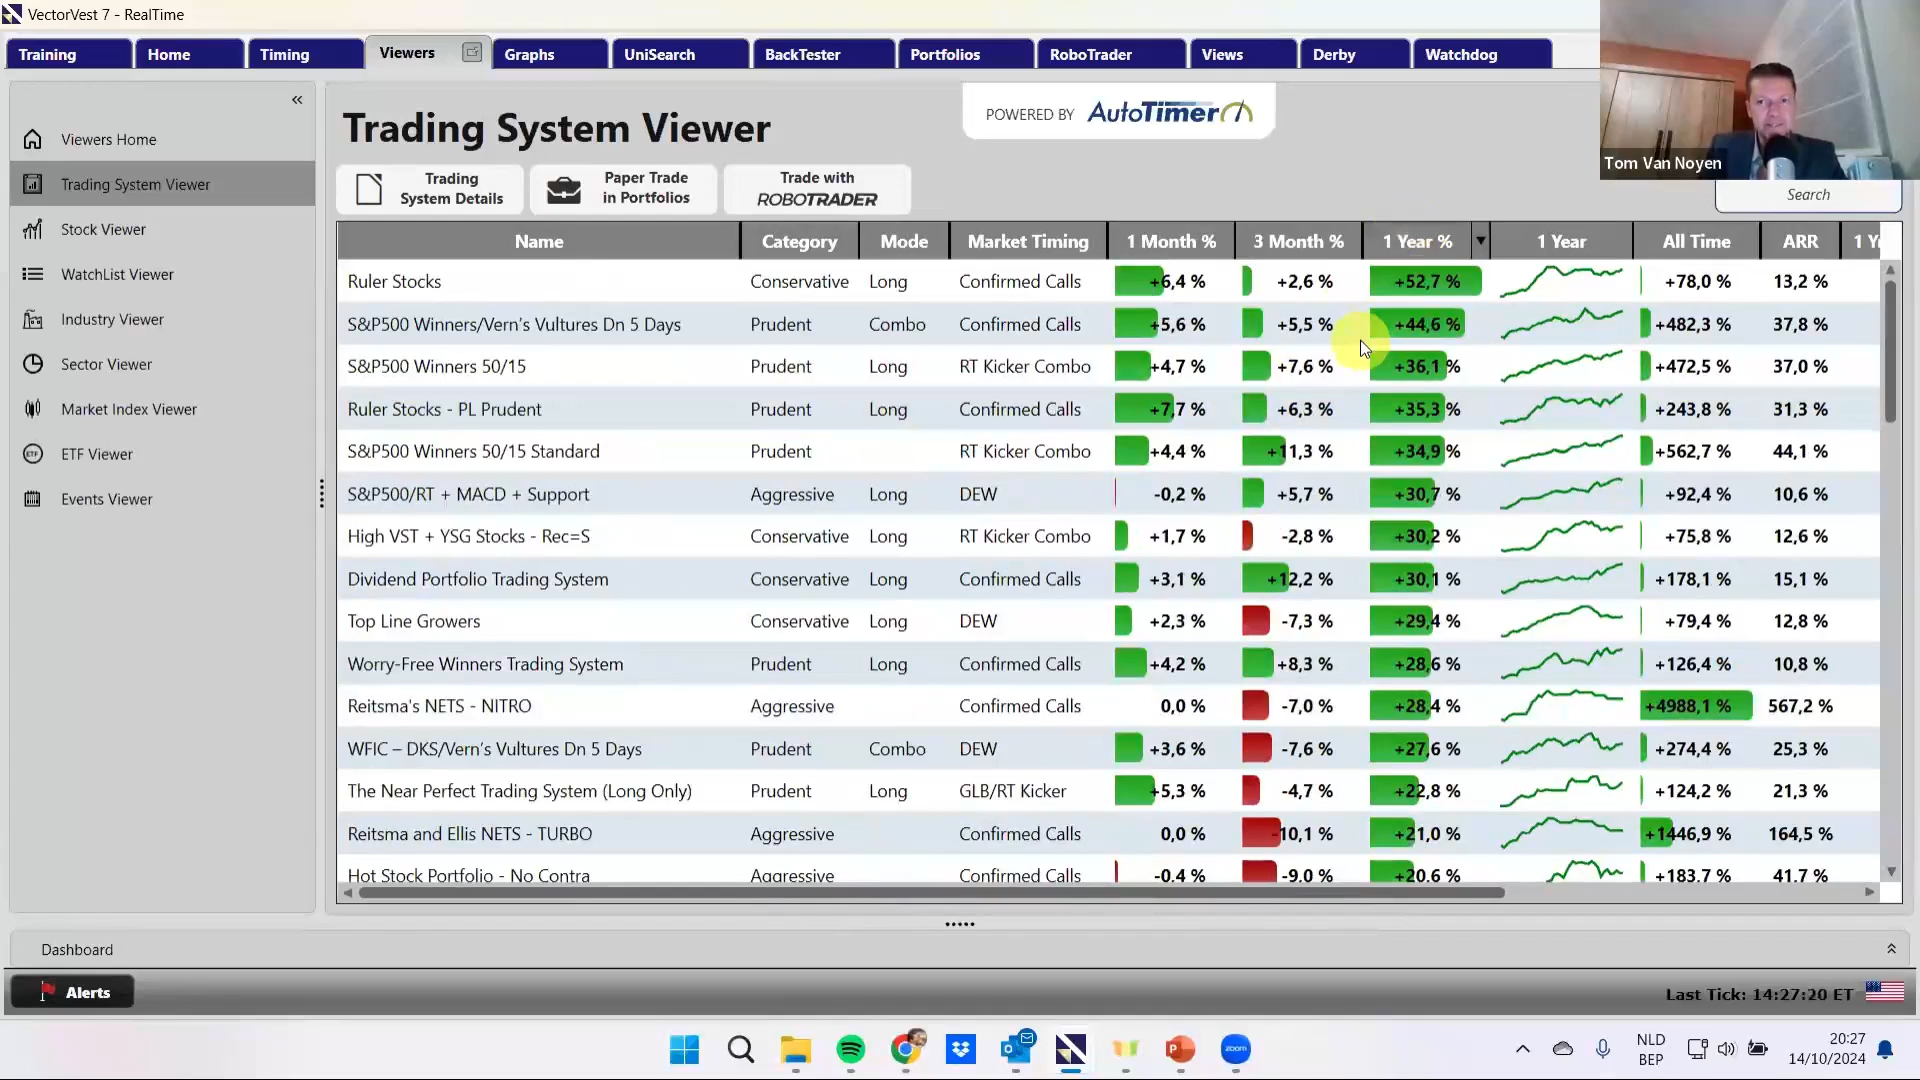 VectorVest 7 - RealTime
Training Home Timing Viewers Graphs UniSearch BackTester Portfolios RoboTrader Views Derby Watchdog
Tom Van Noyen
«
Viewers Home
Trading System Viewer
Stock Viewer
WatchList Viewer
Industry Viewer
Sector Viewer
Market Index Viewer
ETF ETF Viewer
Events Viewer
Trading System Viewer
POWERED BY AutoTimer
Trading System Details
Paper Trade in Portfolios
Trade with ROBOTRADER
Search
Name Category Mode Market Timing 1 Month % 3 Month % 1 Year % 1 Year All Time ARR
Ruler Stocks Conservative Long Confirmed Calls +6,4 % +2,6 % +52,7 % +78,0 % 13,2 %
S&P500 Winners/Vern's Vultures Dn 5 Days Prudent Combo Confirmed Calls +5,6 % +5,5 % +44,6 % +482,3 % 37,8 %
S&P500 Winners 50/15 Prudent Long RT Kicker Combo +4,7 % +7,6 % +36,1 % +472,5 % 37,0 %
Ruler Stocks - PL Prudent Prudent Long Confirmed Calls +7,7 % +6,3 % +35,3 % +243,8 % 31,3 %
S&P500 Winners 50/15 Standard Prudent RT Kicker Combo +4,4 % +11,3 % +34,9 % +562,7 % 44,1 %
S&P500/RT + MACD + Support Aggressive Long DEW -0,2 % +5,7 % +30,7 % +92,4 % 10,6 %
High VST + YSG Stocks - Rec=S Conservative Long RT Kicker Combo +1,7 % -2,8 % +30,2 % +75,8 % 12,6 %
Dividend Portfolio Trading System Conservative Long Confirmed Calls +3,1 % +12,2 % +30,1 % +178,1 % 15,1 %
Top Line Growers Conservative Long DEW +2,3 % -7,3 % +29,4 % +79,4 % 12,8 %
Worry-Free Winners Trading System Prudent Long Confirmed Calls +4,2 % +8,3 % +28,6 % +126,4 % 10,8 %
Reitsma's NETS - NITRO Aggressive Confirmed Calls 0,0 % -7,0 % +28,4 % +4988,1 % 567,2 %
WFIC – DKS/Vern's Vultures Dn 5 Days Prudent Combo DEW +3,6 % -7,6 % +27,6 % +274,4 % 25,3 %
The Near Perfect Trading System (Long Only) Prudent Long GLB/RT Kicker +5,3 % -4,7 % +22,8 % +124,2 % 21,3 %
Reitsma and Ellis NETS - TURBO Aggressive Confirmed Calls 0,0 % -10,1 % +21,0 % +1446,9 % 164,5 %
Hot Stock Portfolio - No Contra Aggressive Confirmed Calls -0,4 % -9,0 % +20,6 % +183,7 % 41,7 %
Dashboard
Alerts
Last Tick: 14:27:20 ET
zoom
NLD
BEP
20:27
14/10/2024